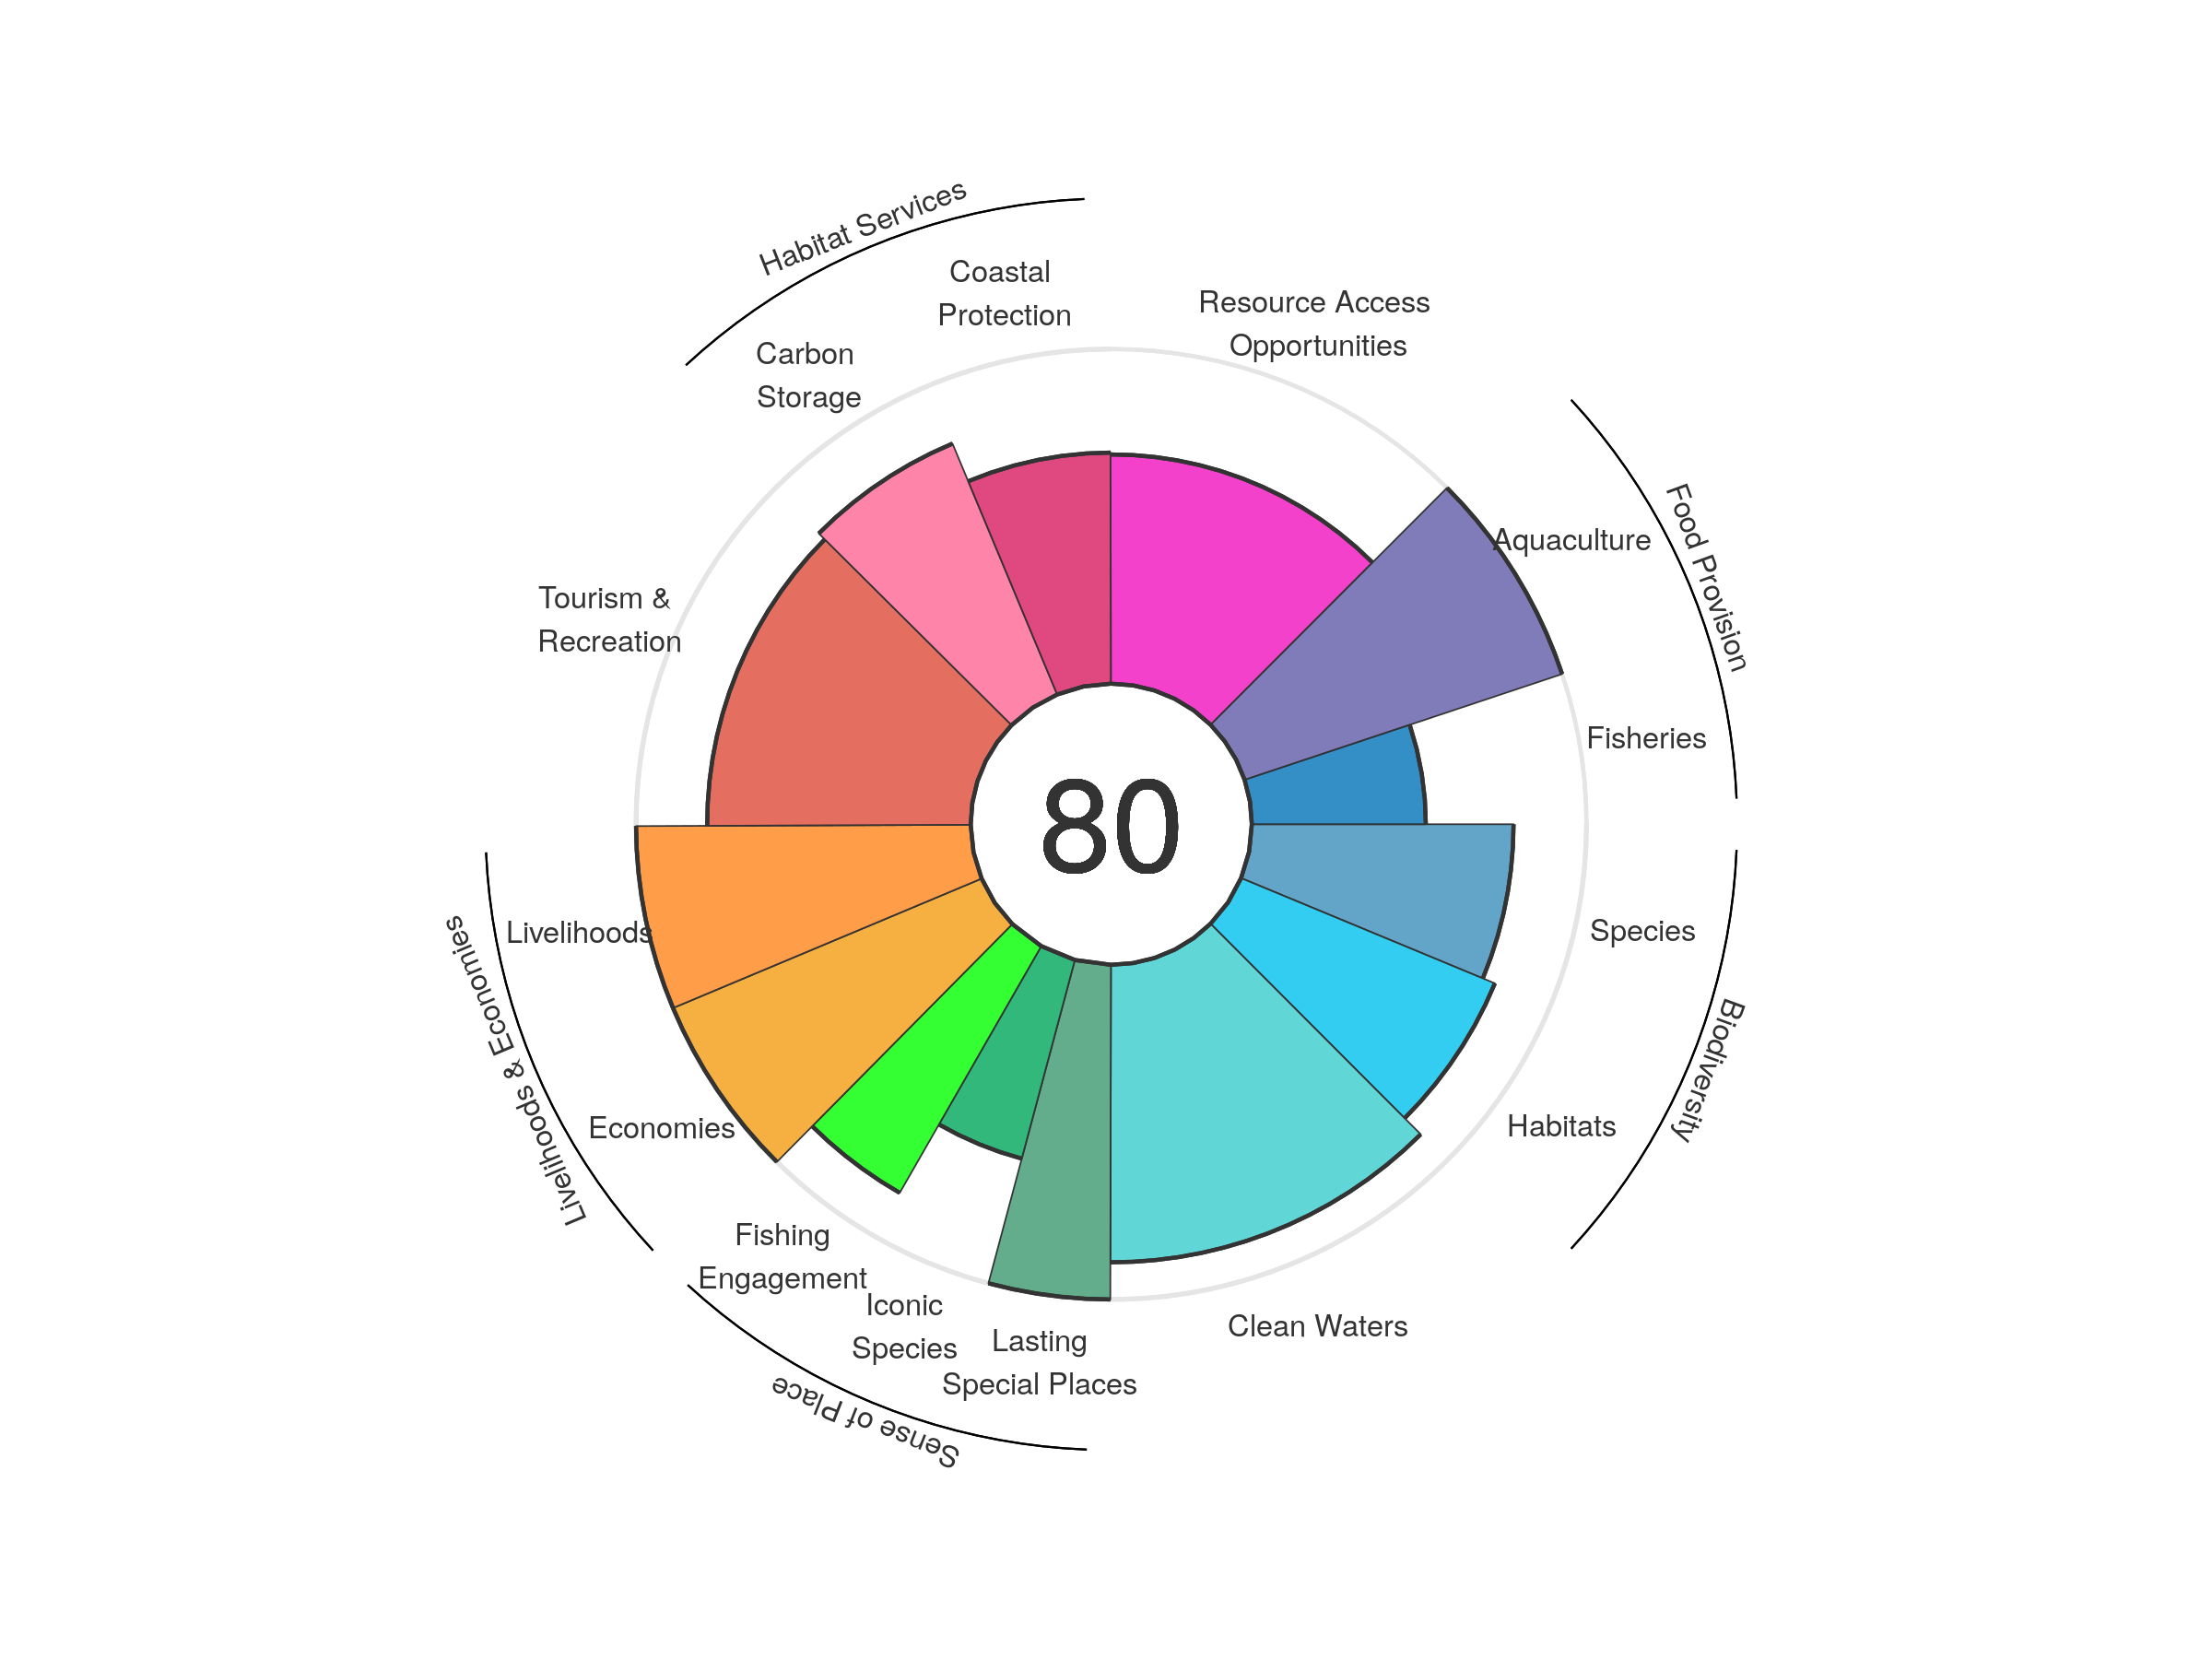 Habitat Services
Coastal
Protection
Resource Access
Opportunities
Carbon
Storage
Food Provision
Aquaculture
Tourism &
Recreation
Fisheries
80
Livelihoods
Species
Livelihoods & Economies
Biodiversity
Economies
Habitats
Fishing
Engagement
Iconic
Species
Lasting
Special Places
Clean Waters
Sense of Place